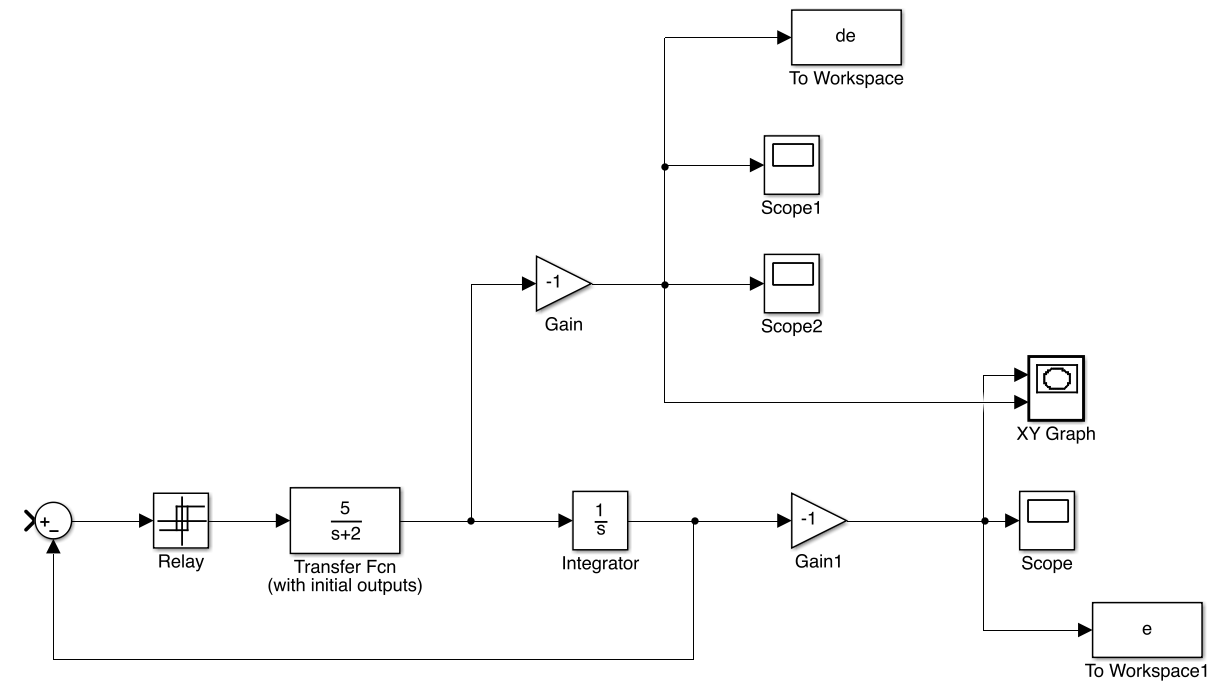 de
To Workspace
Scope1
-1
Gain
Scope2
XY Graph
+
-
Relay
5
s+2
Transfer Fcn
(with initial outputs)
1
s
Integrator
-1
Gain1
Scope
e
To Workspace1